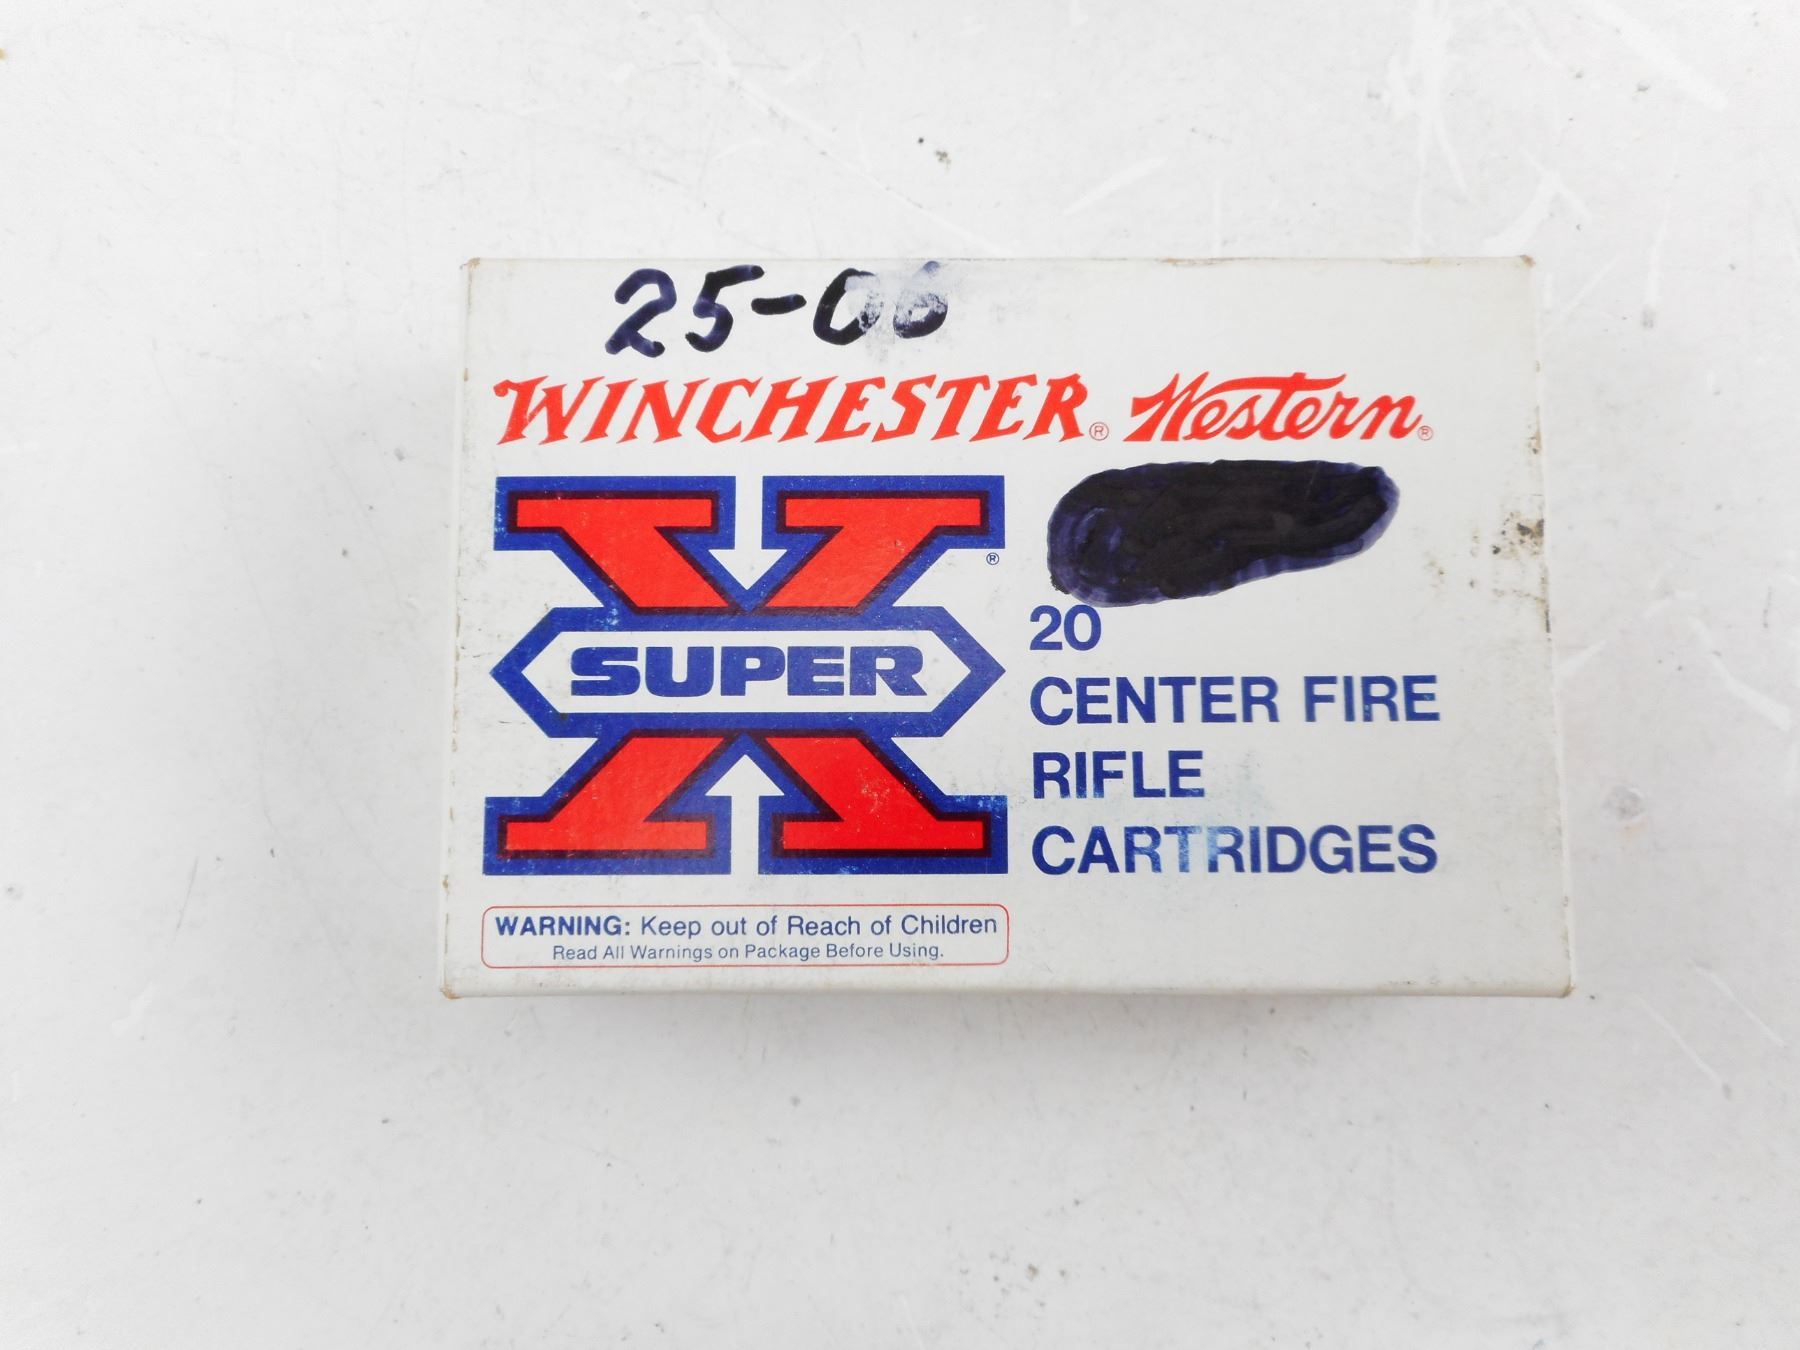 25-06
WINCHESTER® Western®
SUPER X®
20
CENTER FIRE
RIFLE
CARTRIDGES
WARNING: Keep out of Reach of Children
Read All Warnings on Package Before Using.